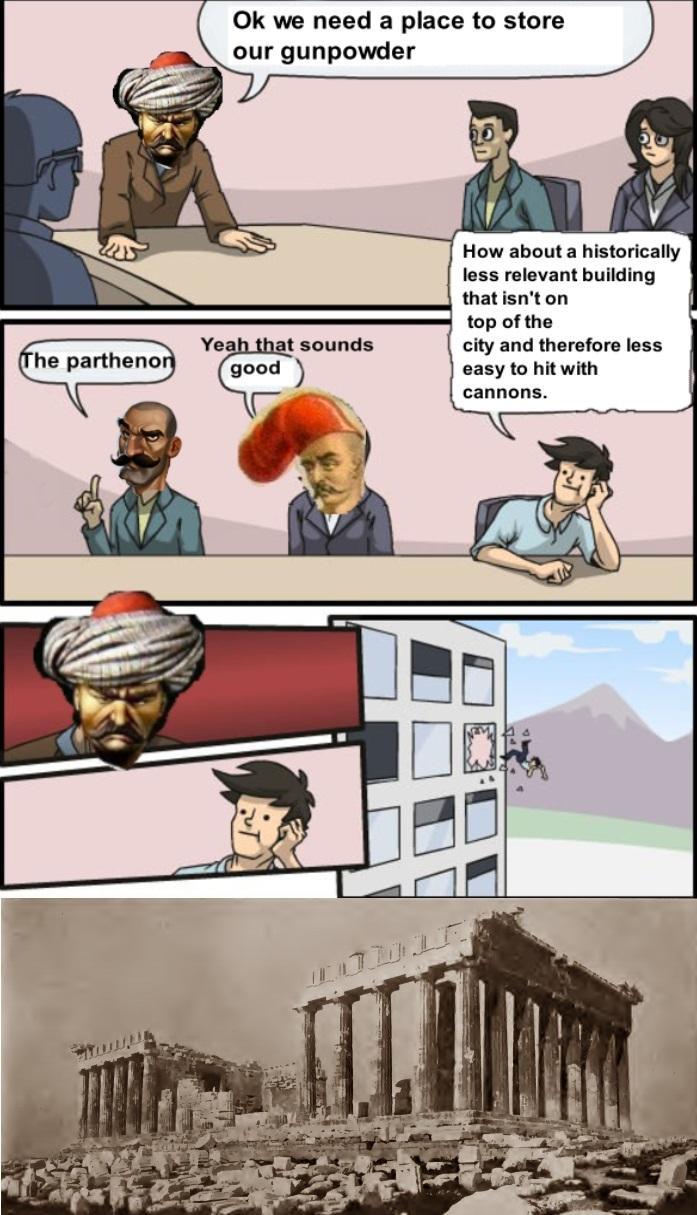 Ok we need a place to store
our gunpowder
The parthenon
Yeah that sounds
good
How about a historically
less relevant building
that isn't on
top of the
city and therefore less
easy to hit with
cannons.